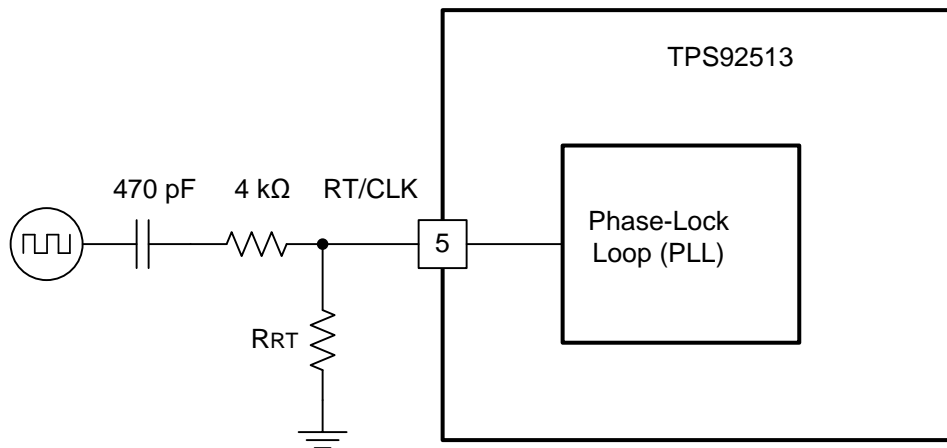 TPS92513
470 pF
4 kΩ
RT/CLK
5
Phase-Lock
Loop (PLL)
RRT